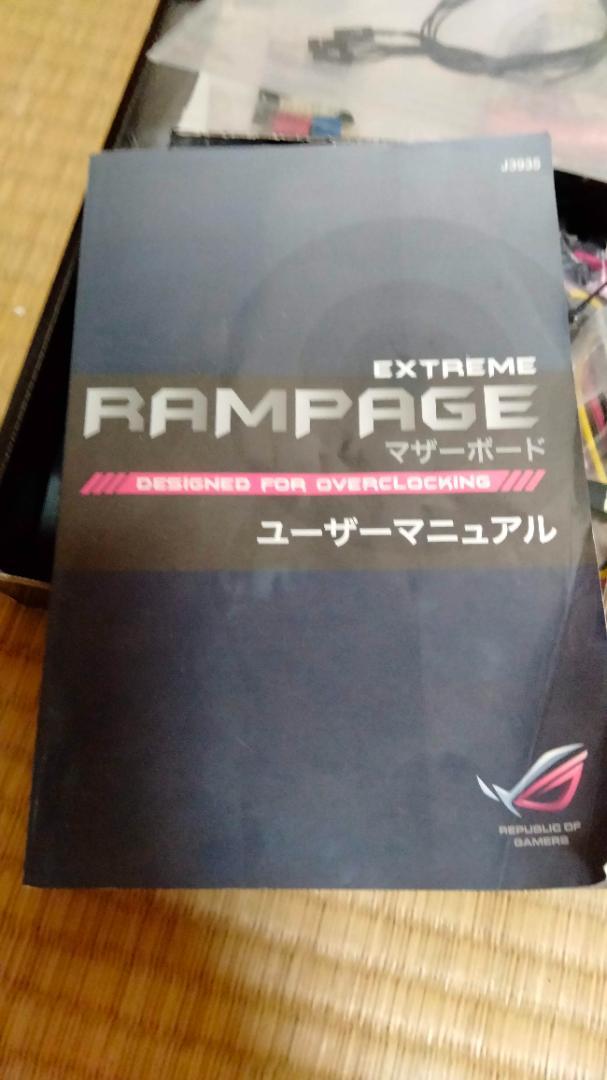 J3935
EXTREME
RAMPAGE
マザーボード
DESIGNED FOR OVERCLOCKING
ユーザーマニュアル
REPUBLIC OF
GAMERS